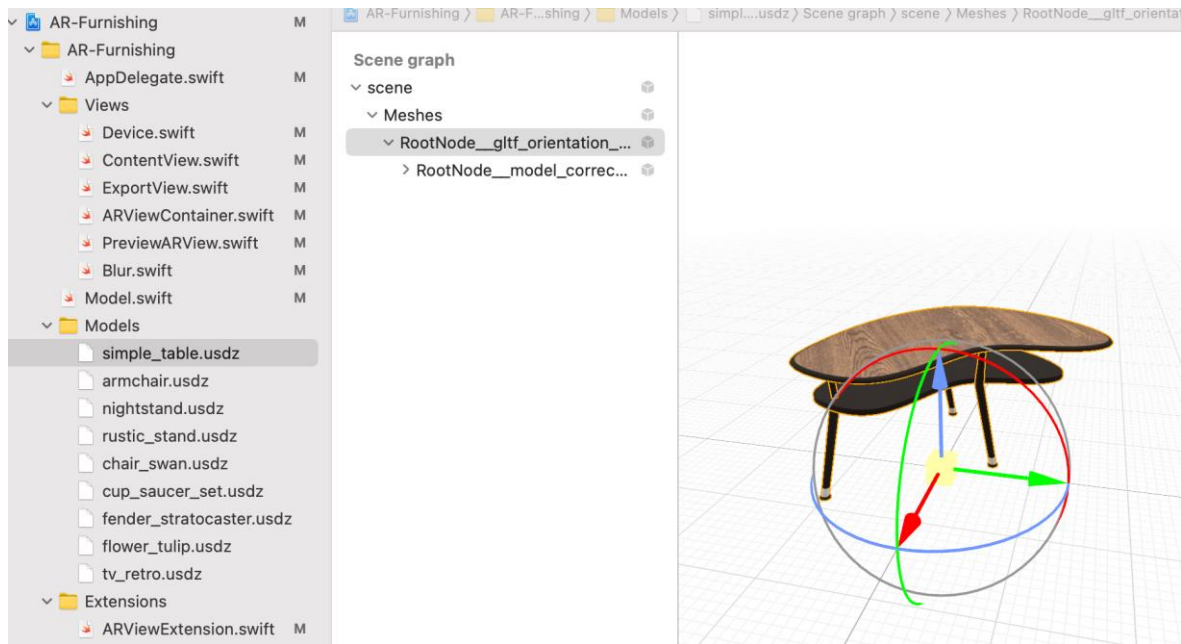 AR-Furnishing M
AR-Furnishing
AppDelegate.swift M
Views
Device.swift M
ContentView.swift M
ExportView.swift M
ARViewContainer.swift M
PreviewARView.swift M
Blur.swift M
Model.swift M
Models
simple_table.usdz
armchair.usdz
nightstand.usdz
rustic_stand.usdz
chair_swan.usdz
cup_saucer_set.usdz
fender_stratocaster.usdz
flower_tulip.usdz
tv_retro.usdz
Extensions
ARViewExtension.swift M
AR-Furnishing 〉 AR-F...shing 〉 Models 〉 simpl....usdz 〉 Scene graph 〉 scene 〉 Meshes 〉 RootNode__gltf_orientat
Scene graph
scene
Meshes
RootNode__gltf_orientation_...
RootNode__model_correc...